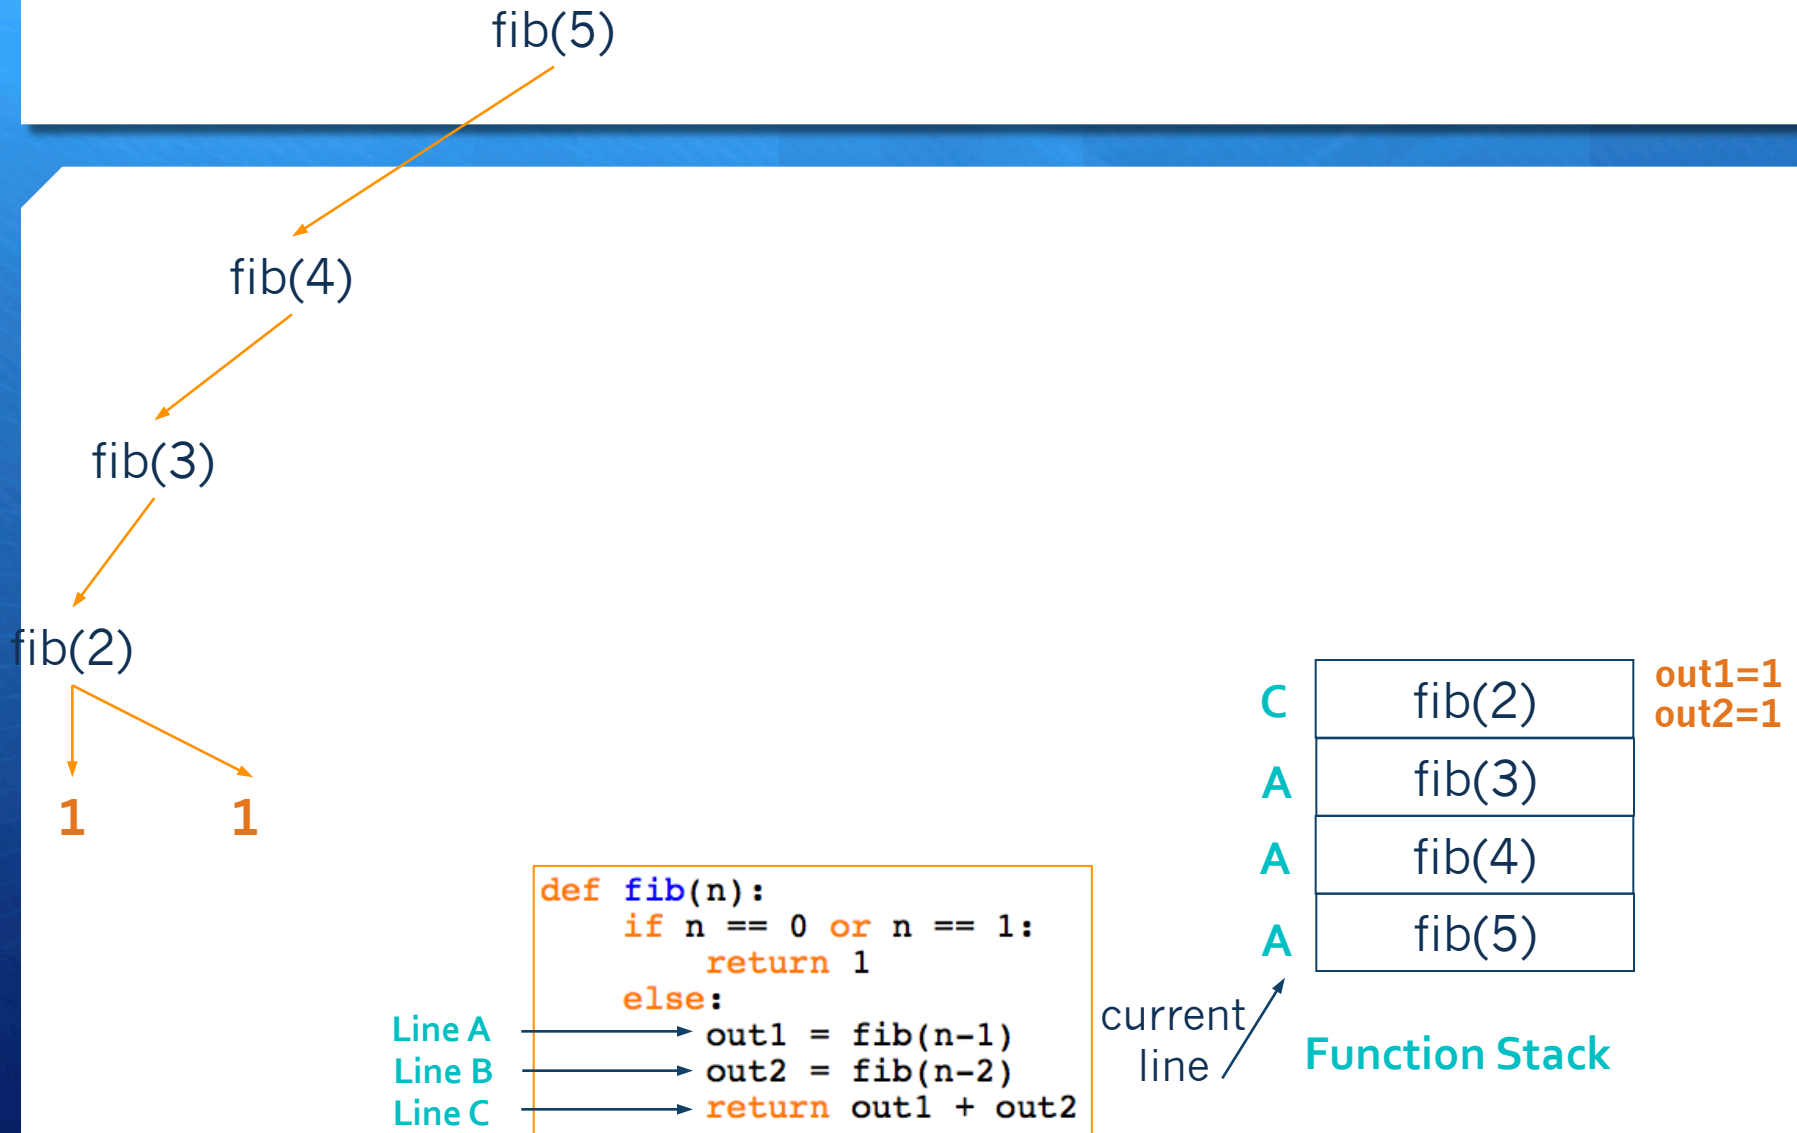 fib(5)
fib(4)
fib(3)
fib(2)
1 1
def fib(n):
    if n == 0 or n == 1:
        return 1
    else:
        out1 = fib(n-1)
        out2 = fib(n-2)
        return out1 + out2
Line A
Line B
Line C
C fib(2) out1=1
out2=1
A fib(3)
A fib(4)
A fib(5)
current
line
Function Stack